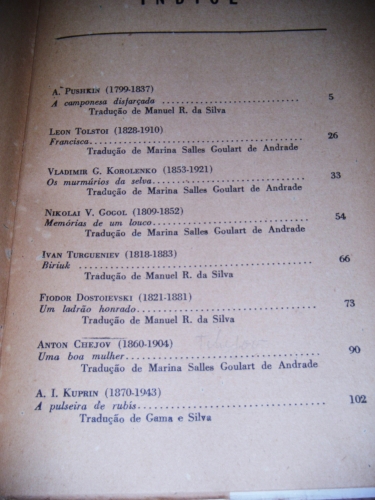 ÍNDICE
A. PUSHKIN (1799-1837)
A camponesa disfarçada .............................. 5
Tradução de Manuel R. da Silva
LEON TOLSTOI (1828-1910)
Francisca.............................................. 26
Tradução de Marina Salles Goulart de Andrade
VLADIMIR G. KOROLENKO (1853-1921)
Os murmúrios da selva................................ 33
Tradução de Marina Salles Goulart de Andrade
NIKOLAI V. GOGOL (1809-1852)
Memórias de um louco................................ 54
Tradução de Marina Salles Goulart de Andrade
IVAN TURGUENIEV (1818-1883)
Biriuk ................................................ 66
Tradução de Manuel R. da Silva
FIODOR DOSTOIEVSKI (1821-1881)
Um ladrão honrado.................................... 73
Tradução de Manuel R. da Silva
ANTON CHEJOV (1860-1904)
Uma boa mulher....................................... 90
Tradução de Marina Salles Goulart de Andrade
A. I. KUPRIN (1870-1943)
A pulseira de rubis.................................... 102
Tradução de Gama e Silva